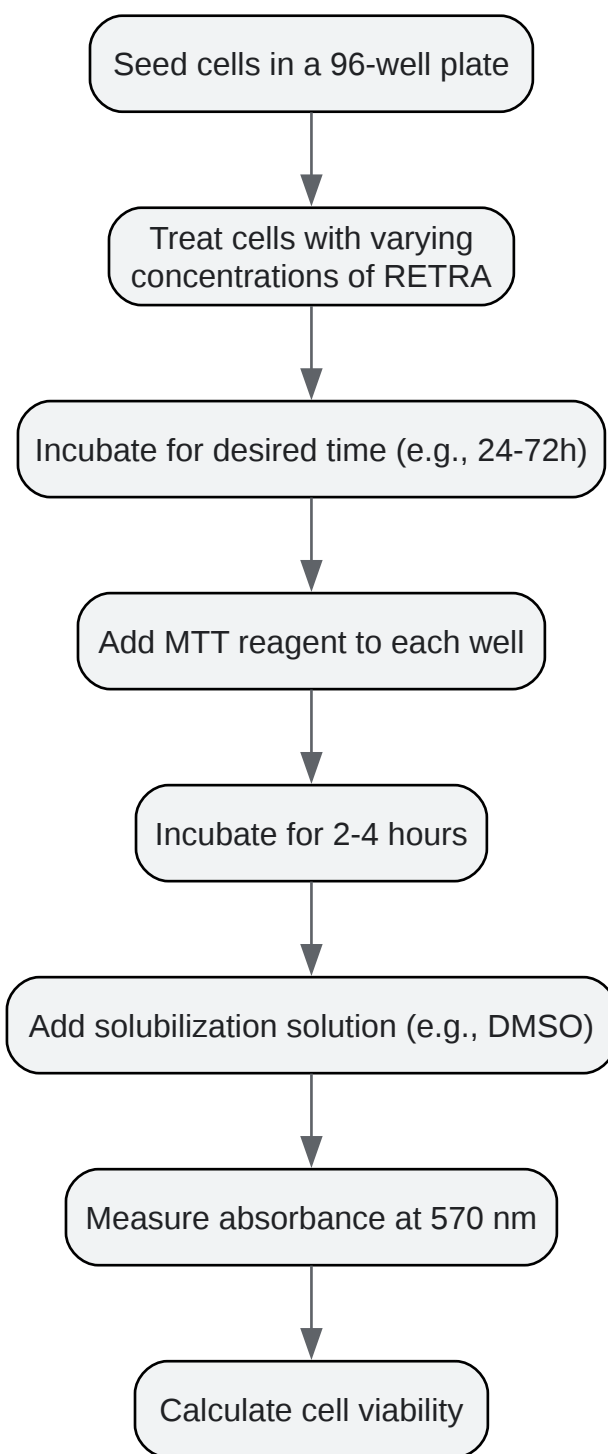 Seed cells in a 96-well plate
Treat cells with varying
concentrations of RETRA
Incubate for desired time (e.g., 24-72h)
Add MTT reagent to each well
Incubate for 2-4 hours
Add solubilization solution (e.g., DMSO)
Measure absorbance at 570 nm
Calculate cell viability